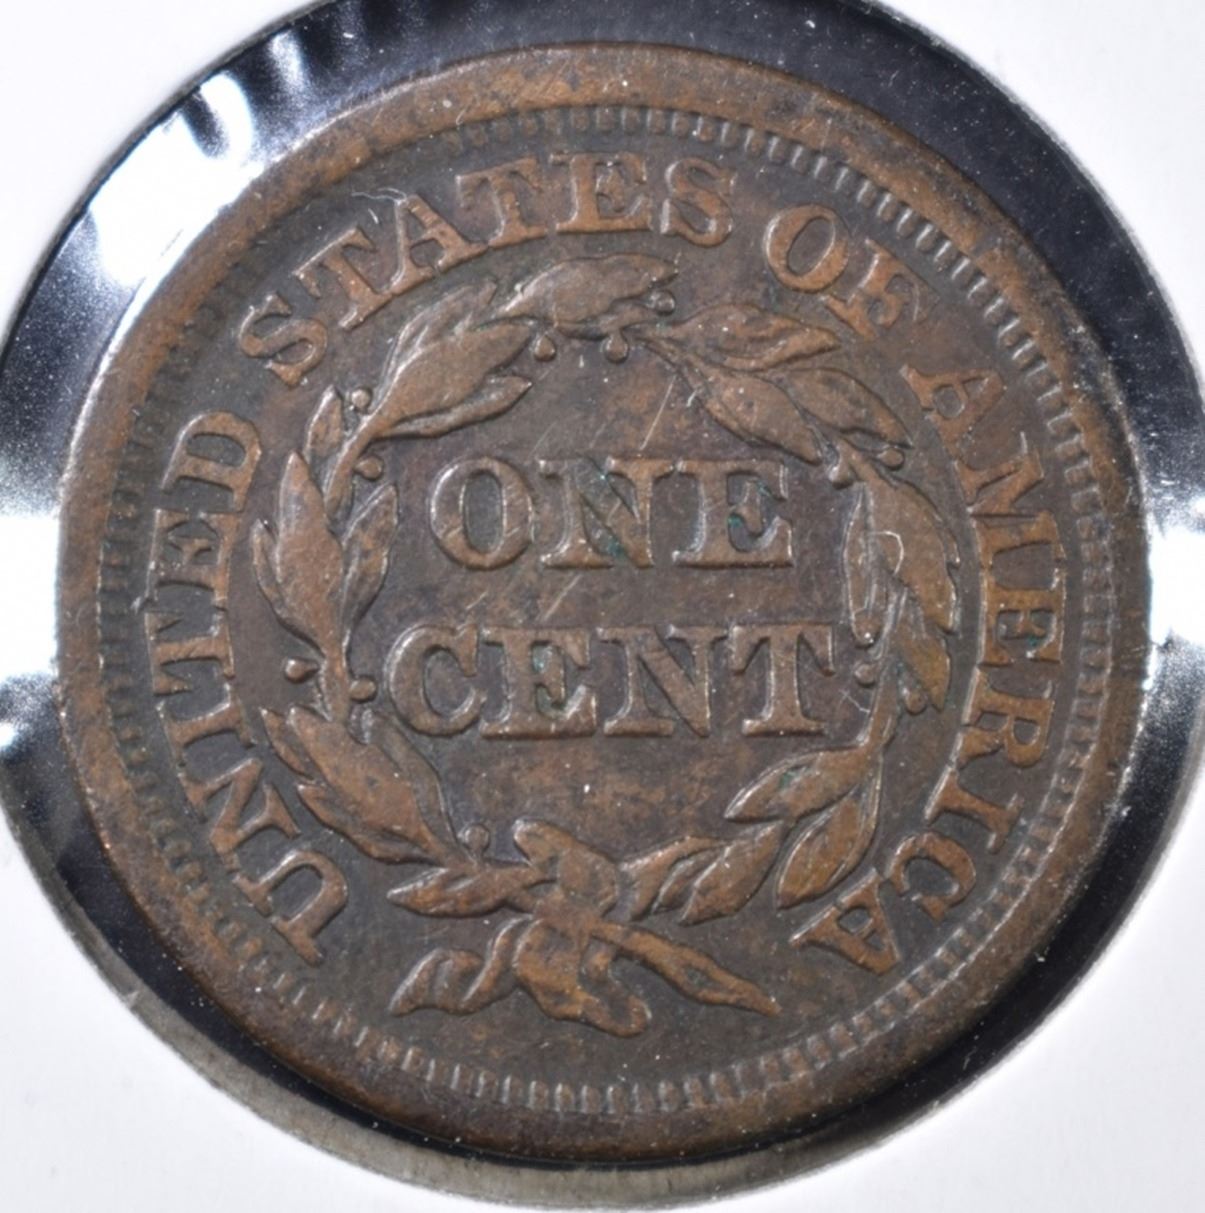 UNITED STATES OF AMERICA
ONE
CENT